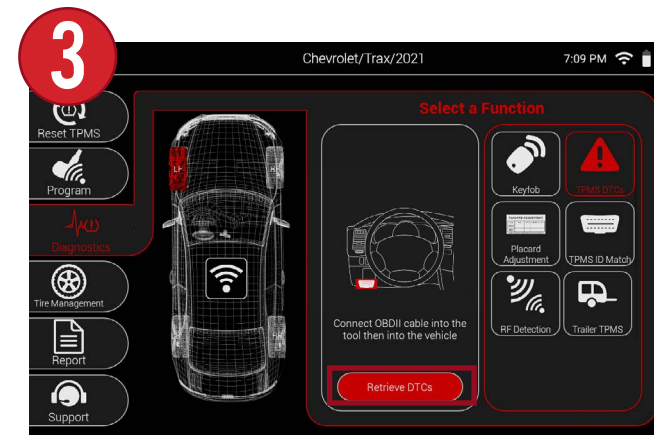 3
Chevrolet/Trax/2021
7:09 PM
Reset TPMS
Program
Diagnostics
Tire Management
Report
Support
LF
Select a Function
Connect OBDII cable into the
tool then into the vehicle
Retrieve DTCs
Keyfob
TPMS DTCs
Placard
Adjustment
TPMS ID Match
RF Detection
Trailer TPMS